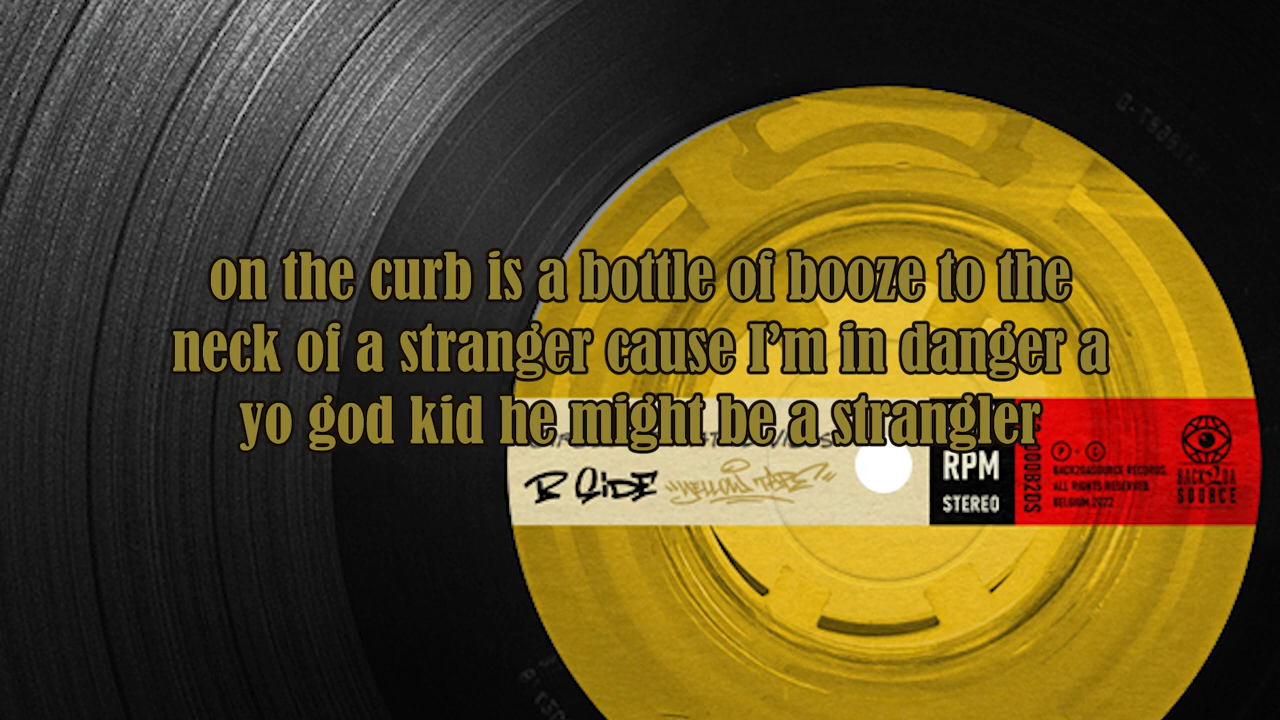 on the curb is a bottle of booze to the
neck of a stranger cause I'm in danger a
yo god kid he might be a strangler
B SiDE "YELLOW TAPE"
RPM
STEREO
BACK2DASOURCE RECORDS.
ALL RIGHTS RESERVED.
BELGIUM 2022
BACK2DA
SOURCE